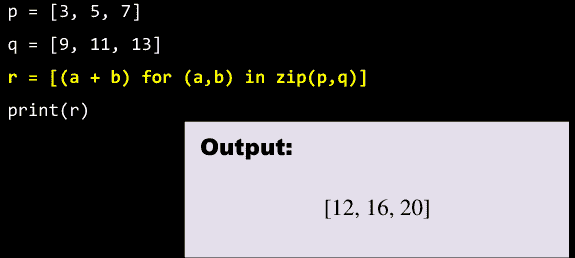 p = [3, 5, 7]
q = [9, 11, 13]
r = [(a + b) for (a,b) in zip(p,q)]
print(r)
Output:
[12, 16, 20]